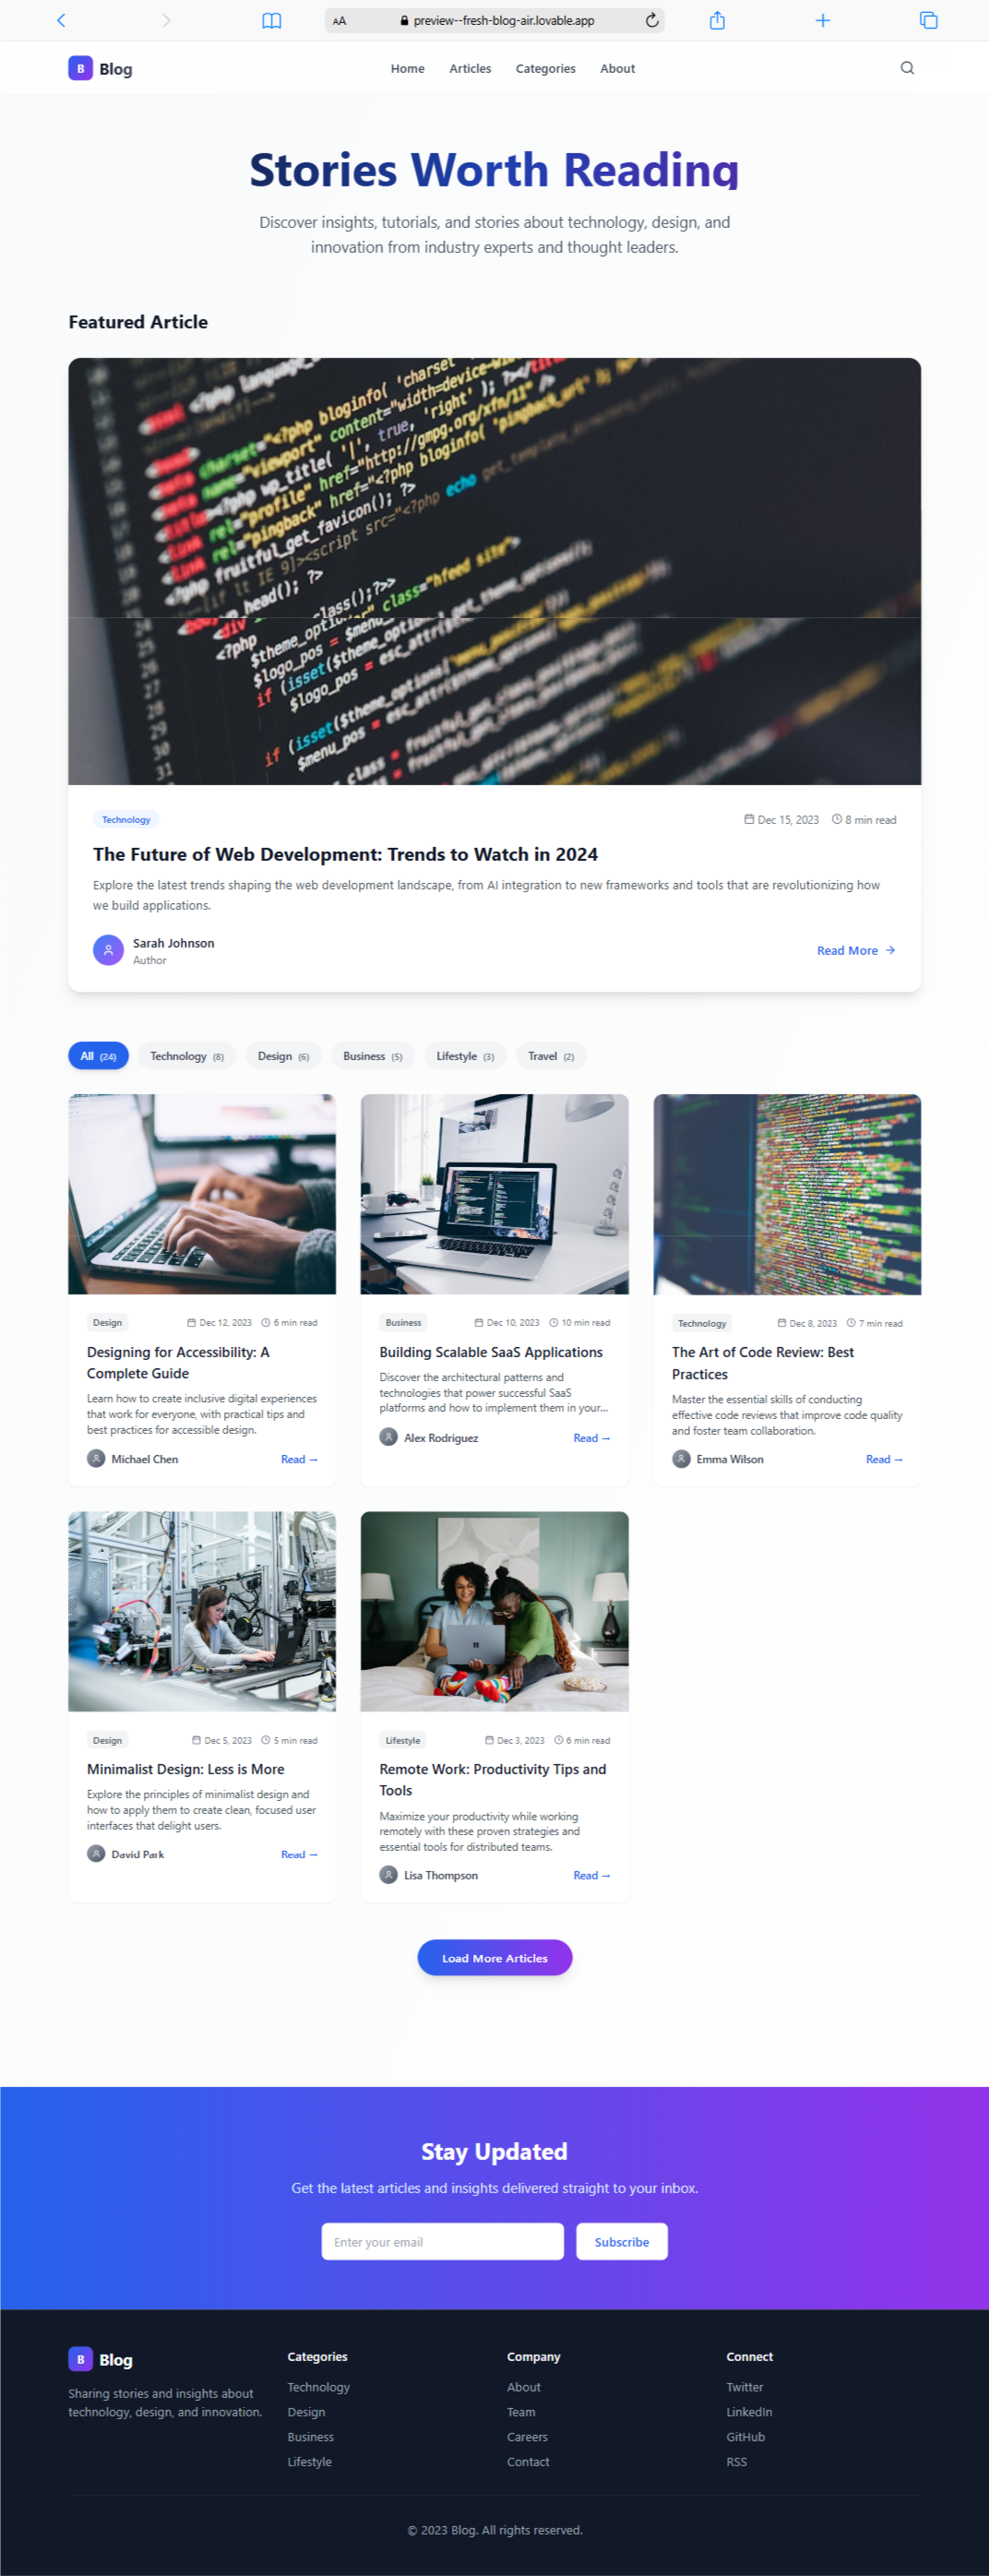 AA preview--fresh-blog-air.lovable.app
B Blog Home Articles Categories About
Stories Worth Reading
Discover insights, tutorials, and stories about technology, design, and
innovation from industry experts and thought leaders.
Featured Article
Technology Dec 15, 2023 8 min read
The Future of Web Development: Trends to Watch in 2024
Explore the latest trends shaping the web development landscape, from AI integration to new frameworks and tools that are revolutionizing how
we build applications.
Sarah Johnson
Author
Read More →
All (24) Technology (8) Design (6) Business (5) Lifestyle (3) Travel (2)
Design Dec 12, 2023 6 min read
Designing for Accessibility: A
Complete Guide
Learn how to create inclusive digital experiences
that work for everyone, with practical tips and
best practices for accessible design.
Michael Chen Read →
Business Dec 10, 2023 10 min read
Building Scalable SaaS Applications
Discover the architectural patterns and
technologies that power successful SaaS
platforms and how to implement them in your...
Alex Rodriguez Read →
Technology Dec 8, 2023 7 min read
The Art of Code Review: Best
Practices
Master the essential skills of conducting
effective code reviews that improve code quality
and foster team collaboration.
Emma Wilson Read →
Design Dec 5, 2023 5 min read
Minimalist Design: Less is More
Explore the principles of minimalist design and
how to apply them to create clean, focused user
interfaces that delight users.
David Park Read →
Lifestyle Dec 3, 2023 6 min read
Remote Work: Productivity Tips and
Tools
Maximize your productivity while working
remotely with these proven strategies and
essential tools for distributed teams.
Lisa Thompson Read →
Load More Articles
Stay Updated
Get the latest articles and insights delivered straight to your inbox.
Enter your email Subscribe
B Blog
Sharing stories and insights about
technology, design, and innovation.
Categories
Technology
Design
Business
Lifestyle
Company
About
Team
Careers
Contact
Connect
Twitter
LinkedIn
GitHub
RSS
© 2023 Blog. All rights reserved.